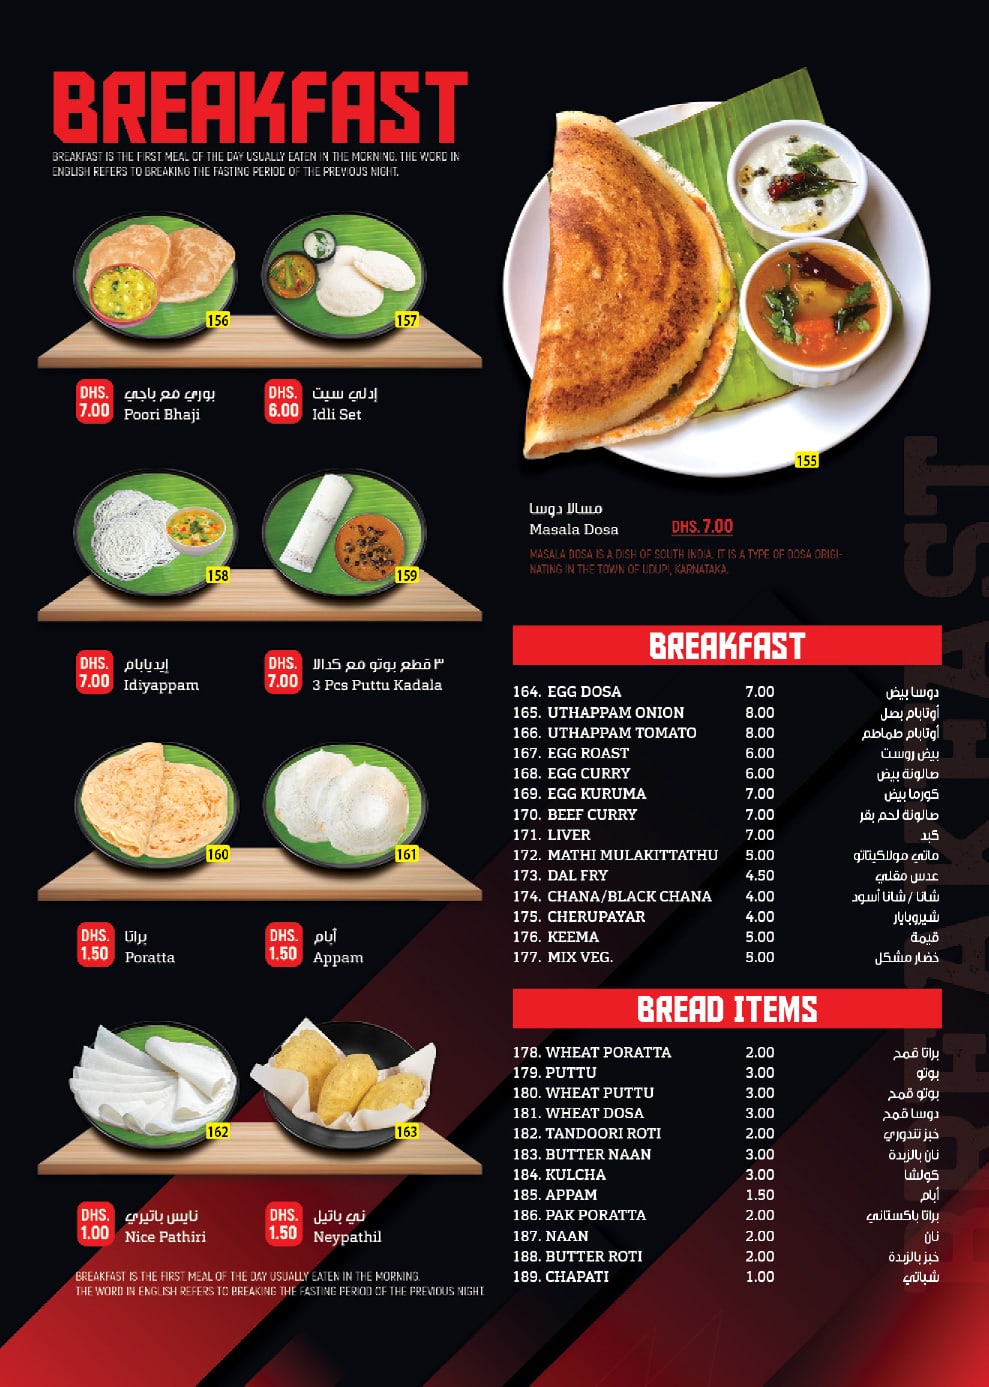 BREAKFAST
BREAKFAST IS THE FIRST MEAL OF THE DAY USUALLY EATEN IN THE MORNING. THE WORD IN
ENGLISH REFERS TO BREAKING THE FASTING PERIOD OF THE PREVIOUS NIGHT.
156
157
DHS. 7.00
بوري مع باجي
Poori Bhaji
DHS. 6.00
إدلي سيت
Idli Set
158
159
DHS. 7.00
إيديابام
Idiyappam
DHS. 7.00
٣ قطع بوتو مع كدالا
3 Pcs Puttu Kadala
160
161
DHS. 1.50
براتا
Poratta
DHS. 1.50
أبام
Appam
162
163
DHS. 1.00
نايس باتيري
Nice Pathiri
DHS. 1.50
ني باتيل
Neypathil
BREAKFAST IS THE FIRST MEAL OF THE DAY USUALLY EATEN IN THE MORNING.
THE WORD IN ENGLISH REFERS TO BREAKING THE FASTING PERIOD OF THE PREVIOUS NIGHT.
155
مسالا دوسا
Masala Dosa DHS. 7.00
MASALA DOSA IS A DISH OF SOUTH INDIA. IT IS A TYPE OF DOSA ORIGI-
NATING IN THE TOWN OF UDUPI, KARNATAKA.
BREAKFAST
164. EGG DOSA 7.00 دوسا بيض
165. UTHAPPAM ONION 8.00 أوتابام بصل
166. UTHAPPAM TOMATO 8.00 أوتابام طماطم
167. EGG ROAST 6.00 بيض روست
168. EGG CURRY 6.00 صالونة بيض
169. EGG KURUMA 7.00 كورما بيض
170. BEEF CURRY 7.00 صالونة لحم بقر
171. LIVER 7.00 كبد
172. MATHI MULAKITTATHU 5.00 ماتي مولاكيتاتو
173. DAL FRY 4.50 عدس مقلي
174. CHANA/BLACK CHANA 4.00 شانا / شانا أسود
175. CHERUPAYAR 4.00 شيروبايار
176. KEEMA 5.00 قيمة
177. MIX VEG. 5.00 خضار مشكل
BREAD ITEMS
178. WHEAT PORATTA 2.00 براتا قمح
179. PUTTU 3.00 بوتو
180. WHEAT PUTTU 3.00 بوتو قمح
181. WHEAT DOSA 3.00 دوسا قمح
182. TANDOORI ROTI 2.00 خبز تندوري
183. BUTTER NAAN 3.00 نان بالزبدة
184. KULCHA 3.00 كولشا
185. APPAM 1.50 أبام
186. PAK PORATTA 2.00 براتا باكستاني
187. NAAN 2.00 نان
188. BUTTER ROTI 2.00 خبز بالزبدة
189. CHAPATI 1.00 شباتي
BREAKFAST